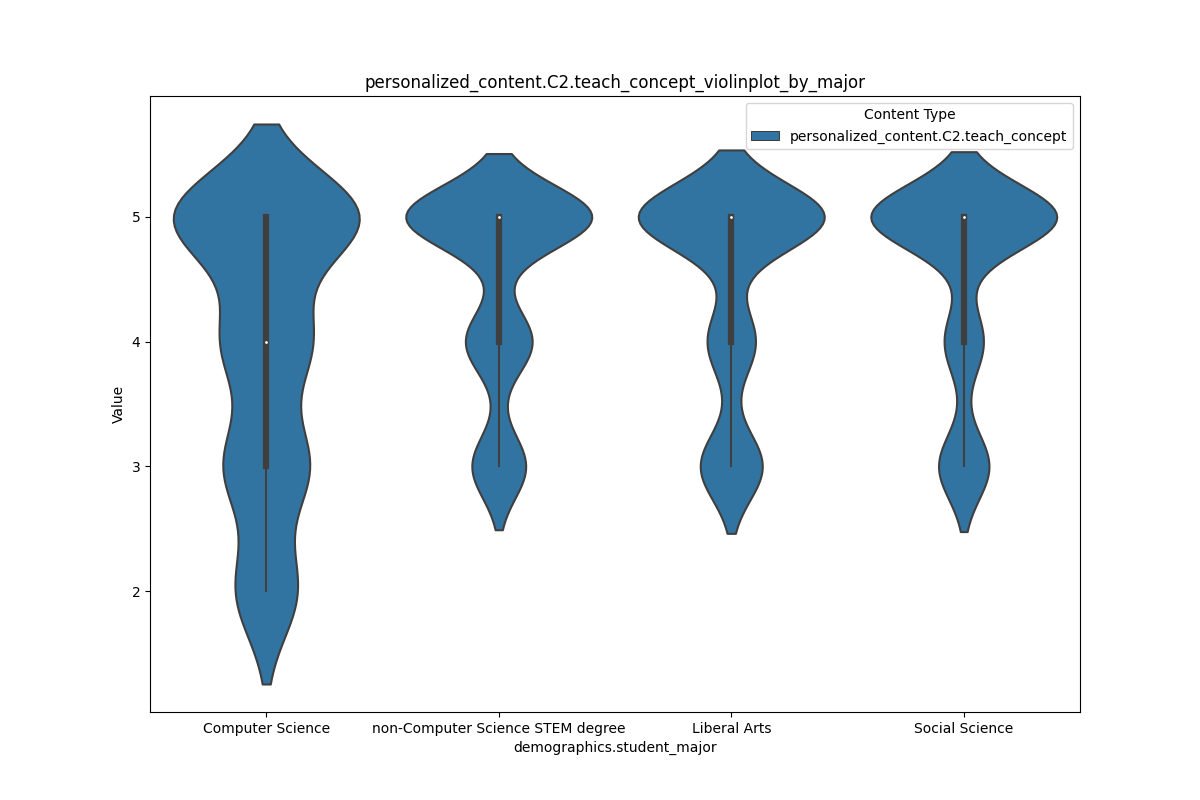 personalized_content.C2.teach_concept_violinplot_by_major
Content Type
personalized_content.C2.teach_concept
Value
5
4
3
2
Computer Science
non-Computer Science STEM degree
Liberal Arts
Social Science
demographics.student_major